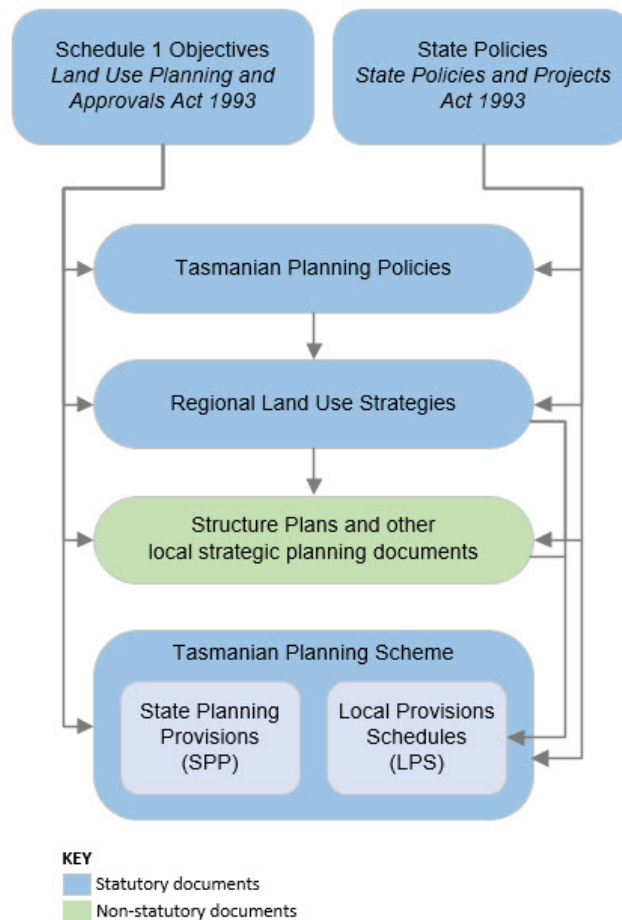 Schedule 1 Objectives
Land Use Planning and
Approvals Act 1993
State Policies
State Policies and Projects
Act 1993
Tasmanian Planning Policies
Regional Land Use Strategies
Structure Plans and other
local strategic planning documents
Tasmanian Planning Scheme
State Planning
Provisions
(SPP)
Local Provisions
Schedules
(LPS)
KEY
Statutory documents
Non-statutory documents